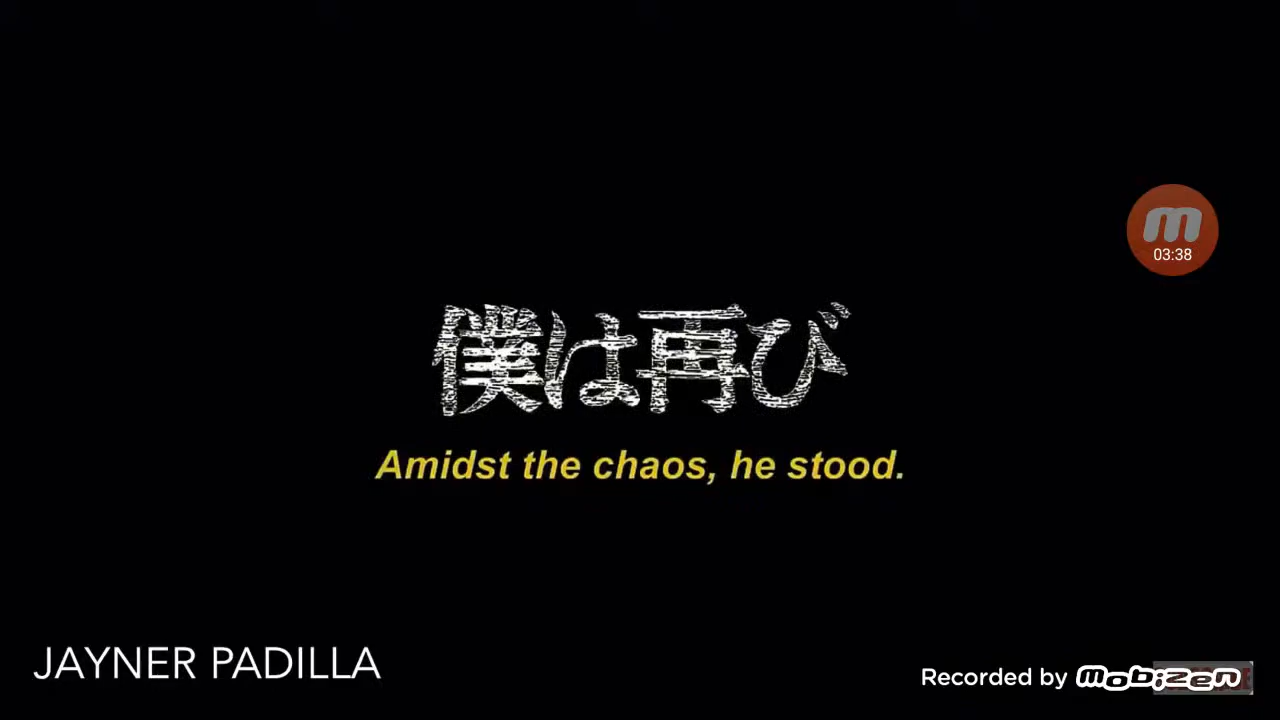 m
03:38
僕は再び
Amidst the chaos, he stood.
JAYNER PADILLA
Recorded by mobizen